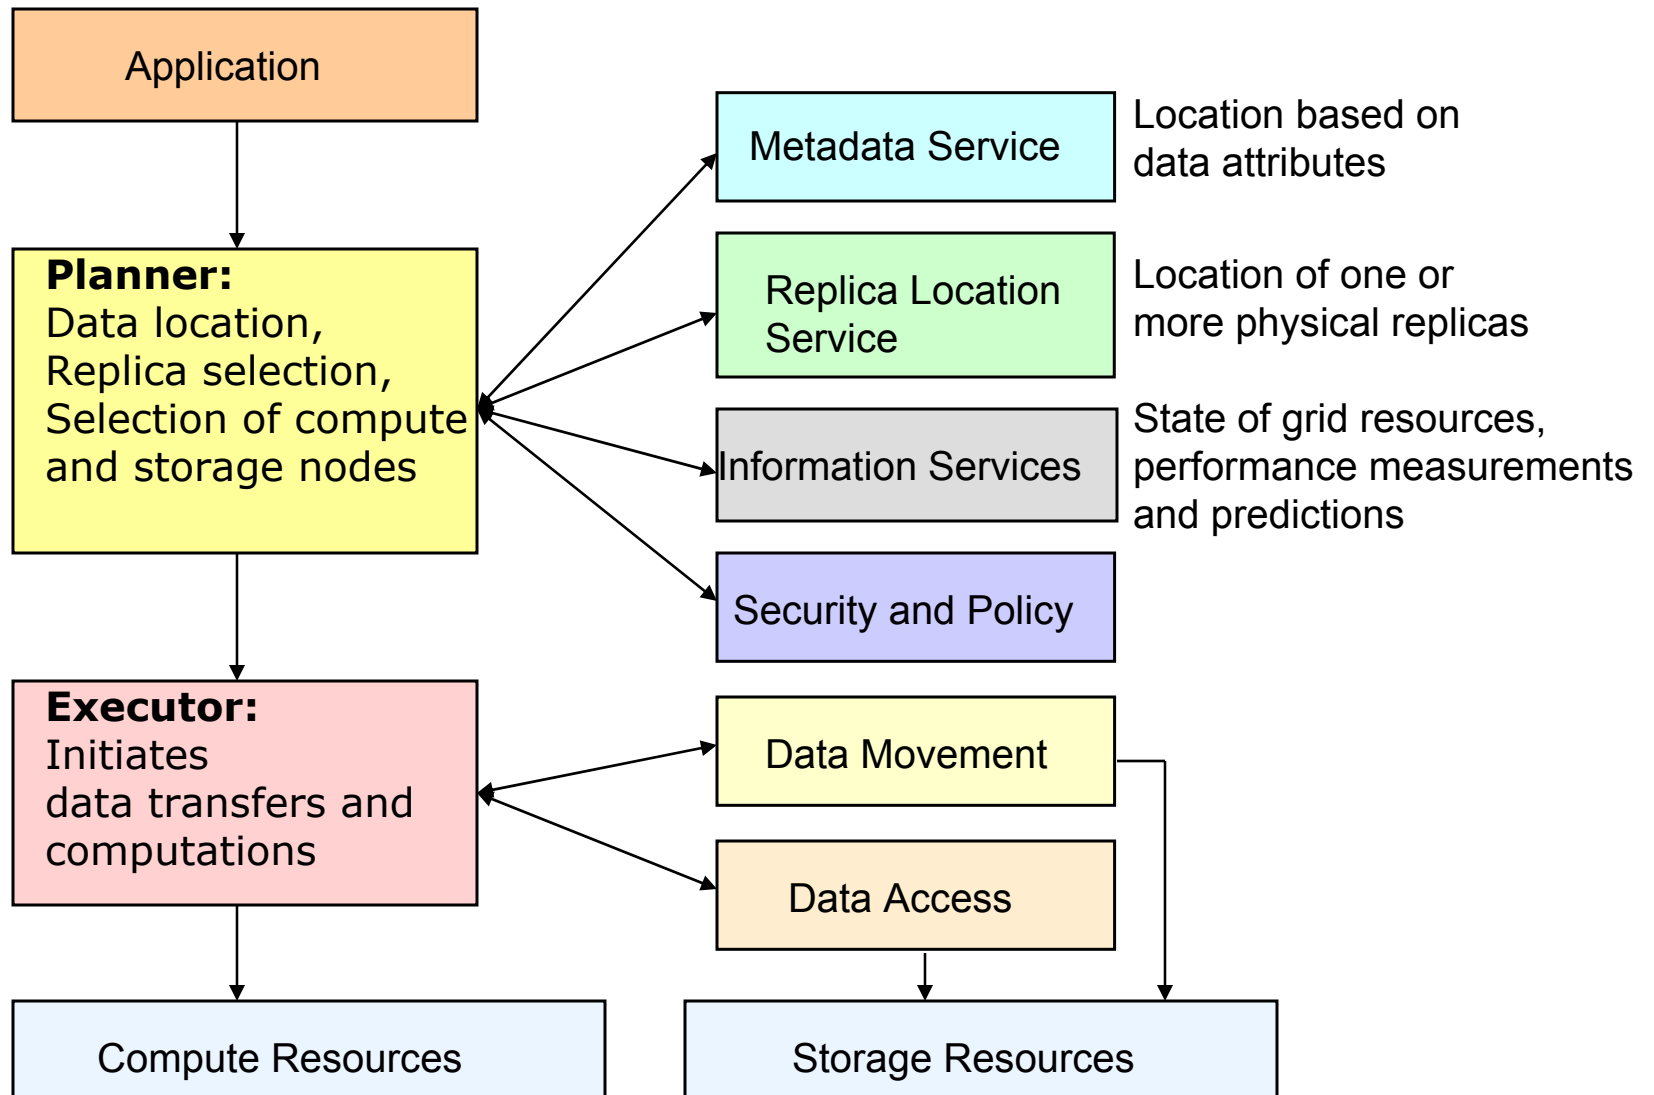 Application
Metadata Service
Location based on
data attributes
Planner:
Data location,
Replica selection,
Selection of compute
and storage nodes
Replica Location
Service
Location of one or
more physical replicas
Information Services
State of grid resources,
performance measurements
and predictions
Security and Policy
Executor:
Initiates
data transfers and
computations
Data Movement
Data Access
Compute Resources
Storage Resources